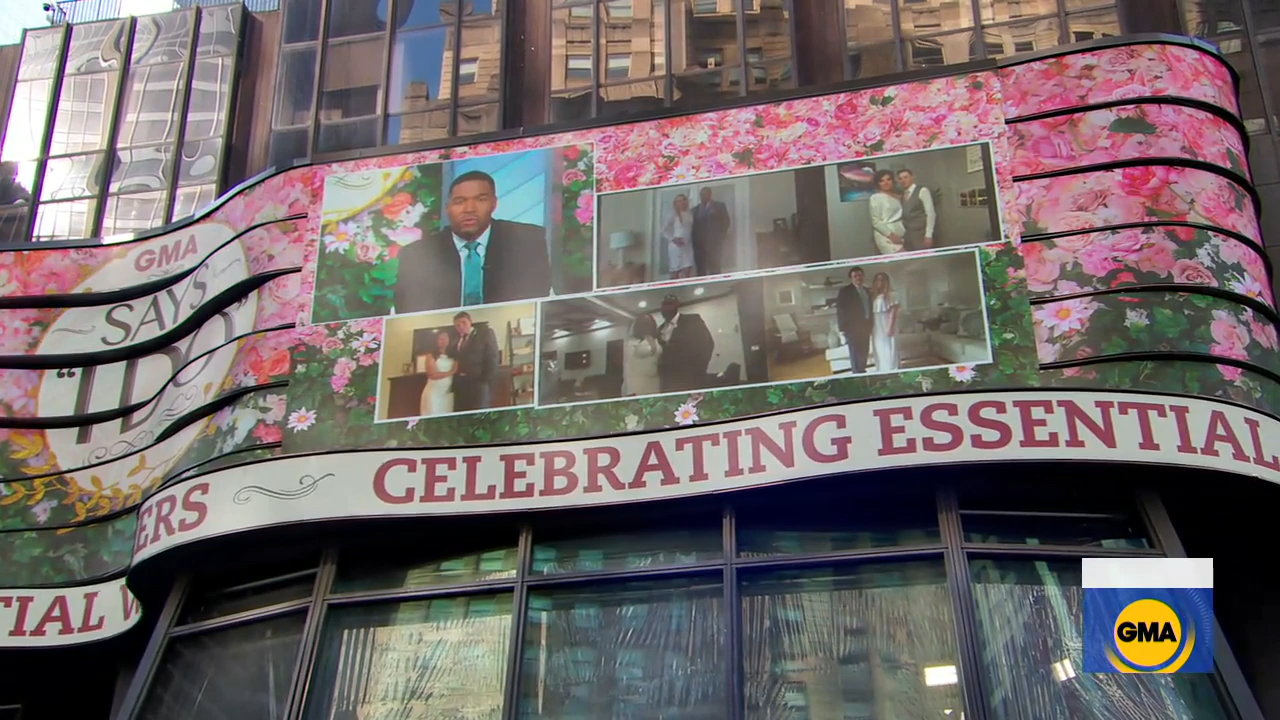 GMA
SAYS
"I DO"
CELEBRATING ESSENTIAL
ERS
TIAL W
GMA